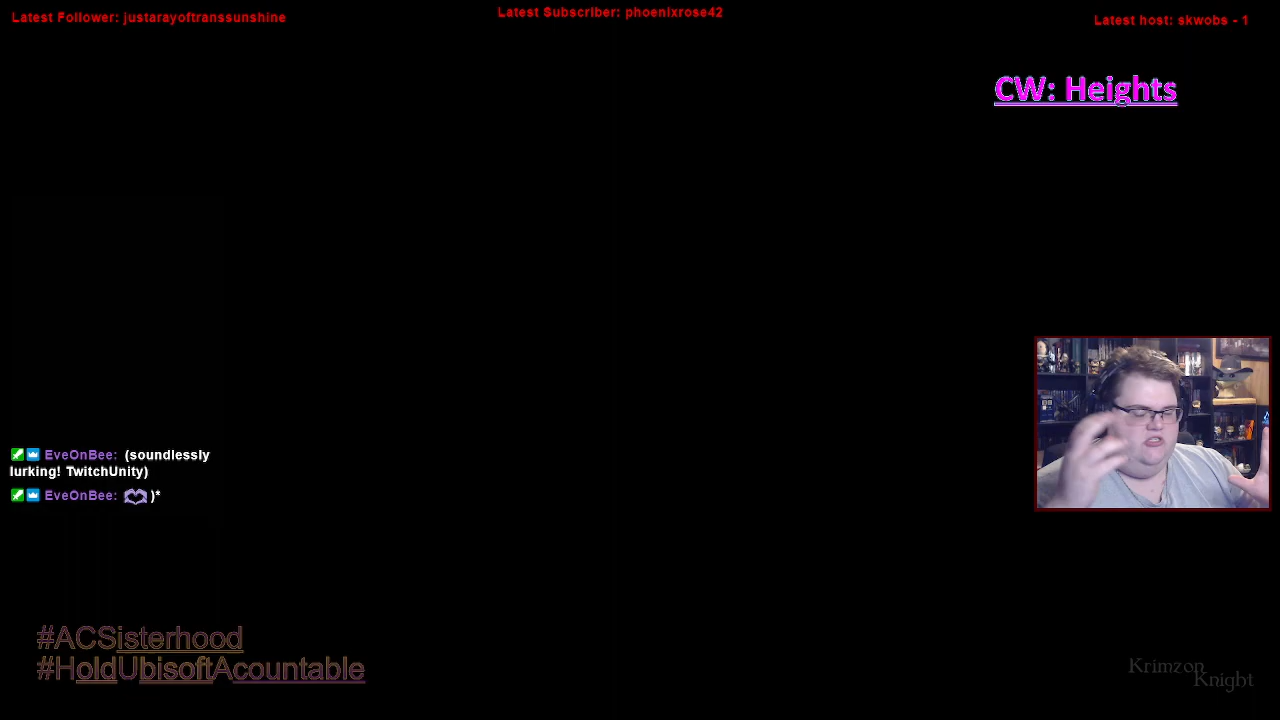 Latest Follower: justarayoftranssunshine
Latest Subscriber: phoenixrose42
Latest host: skwobs - 1
CW: Heights
EveOnBee: (soundlessly
lurking! TwitchUnity)
EveOnBee: )*
#ACSisterhood
#HoldUbisoftAcountable
Krimzon
Knight